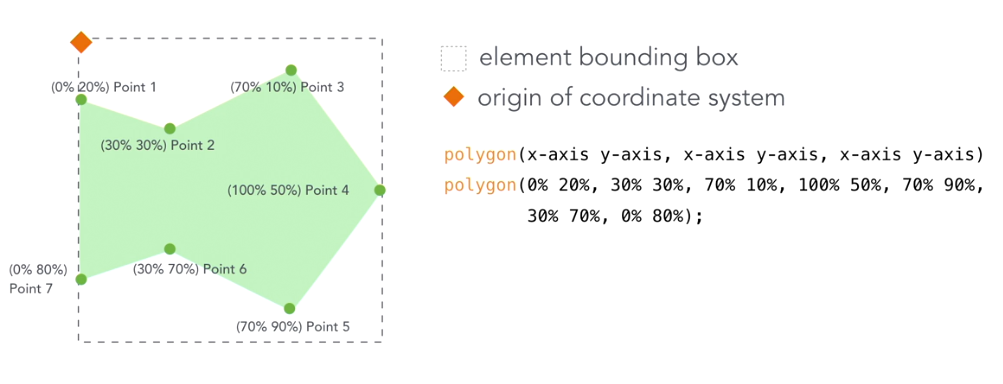 (0% 20%) Point 1
(70% 10%) Point 3
(30% 30%) Point 2
(100% 50%) Point 4
(0% 80%)
Point 7
(30% 70%) Point 6
(70% 90%) Point 5
element bounding box
origin of coordinate system
polygon(x-axis y-axis, x-axis y-axis, x-axis y-axis)
polygon(0% 20%, 30% 30%, 70% 10%, 100% 50%, 70% 90%,
30% 70%, 0% 80%);